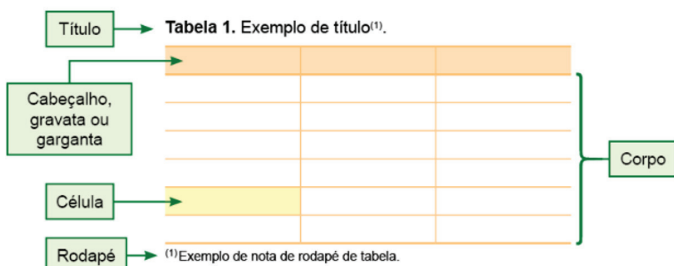 Título
Tabela 1. Exemplo de título(1).
Cabeçalho,
gravata ou
garganta
Corpo
Célula
Rodapé
(1)Exemplo de nota de rodapé de tabela.